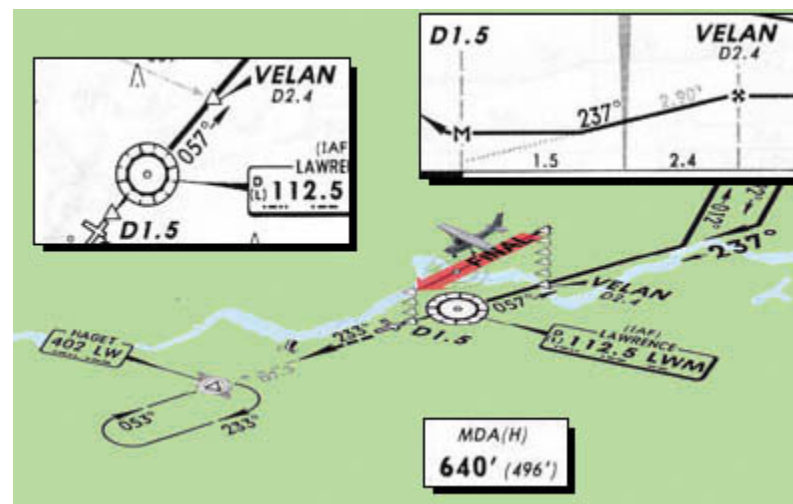 VELAN
D2.4
057°
(IAF)
LAWRE
D
(L) 112.5
D1.5
D1.5
VELAN
D2.4
237°
2.90°
M
1.5
2.4
012°
237°
FINAL
VELAN
D2.4
057°
D1.5
(IAF)
LAWRENCE
D
(L) 112.5 LWM
233°
HAGET
402 LW
053°
233°
MDA(H)
640' (496')